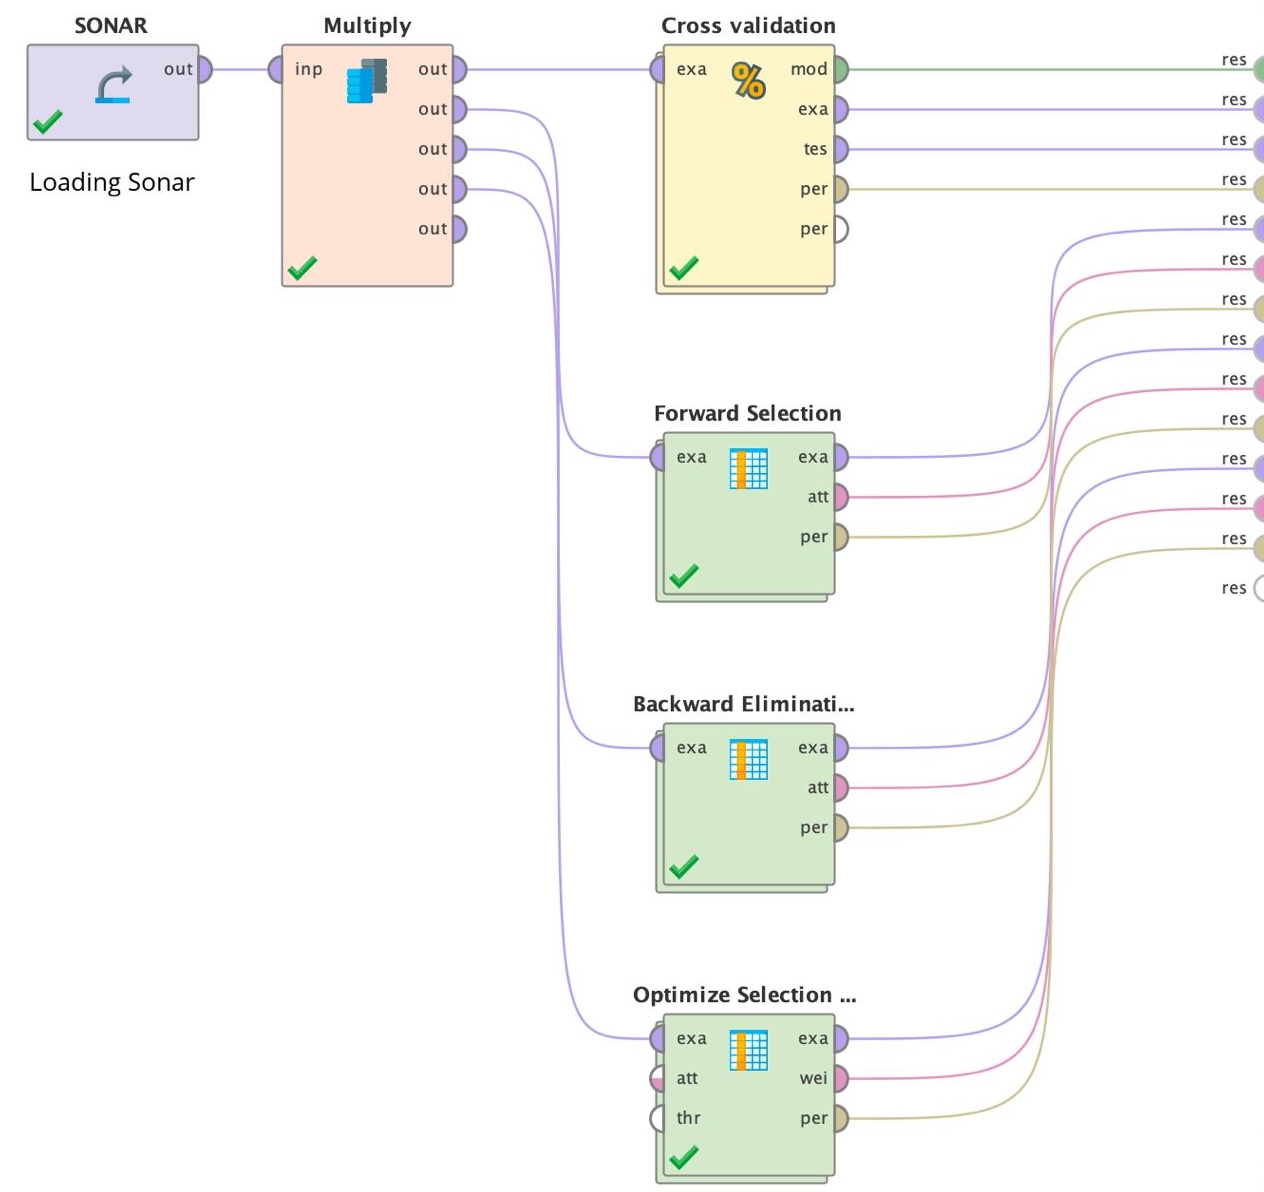 SONAR
out
Loading Sonar
Multiply
inp
out
out
out
out
out
Cross validation
exa
mod
exa
tes
per
per
Forward Selection
exa
exa
att
per
Backward Eliminati...
exa
exa
att
per
Optimize Selection ...
exa
att
thr
exa
wei
per
res
res
res
res
res
res
res
res
res
res
res
res
res
res